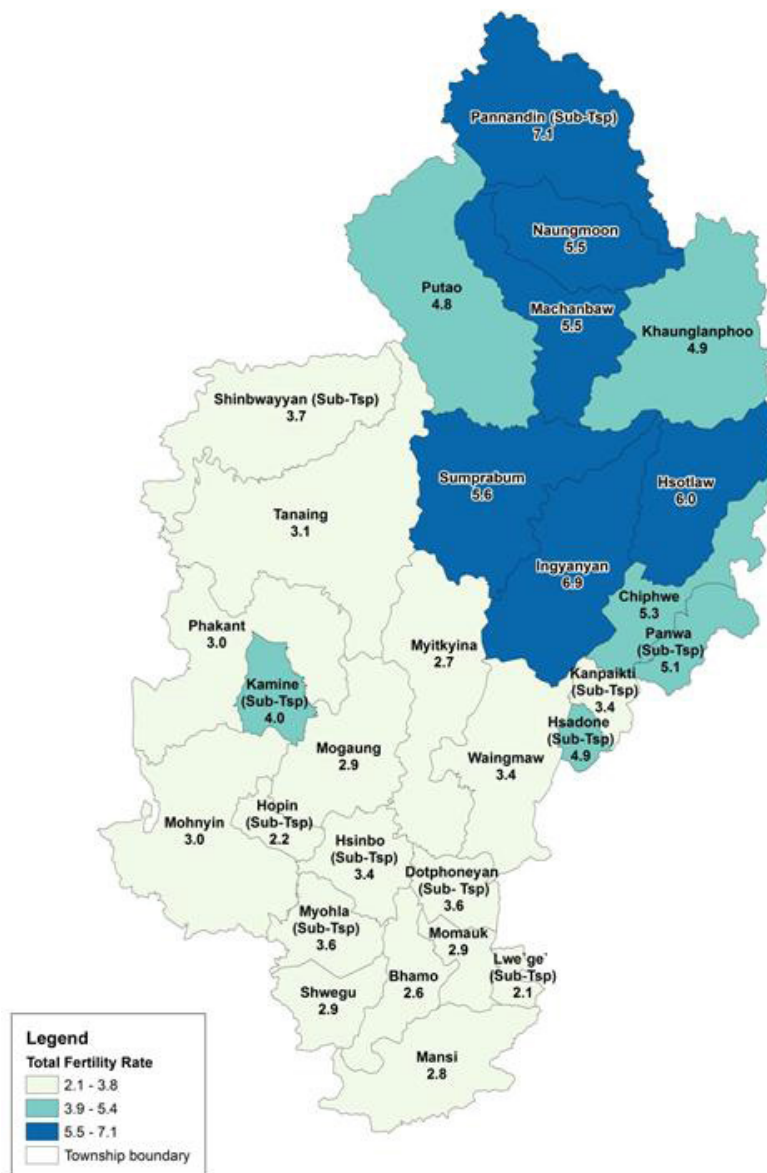 Pannandin (Sub-Tsp)
7.1
Naungmoon
5.5
Putao
4.8
Machanbaw
5.5
Khaunglanphoo
4.9
Shinbwayyan (Sub-Tsp)
3.7
Sumprabum
5.6
Hsotlaw
6.0
Tanaing
3.1
Ingyanyan
6.9
Chiphwe
5.3
Phakant
3.0
Myitkyina
2.7
Panwa
(Sub-Tsp)
5.1
Kanpaikti
(Sub-Tsp)
3.4
Kamine
(Sub-Tsp)
4.0
Hsadone
(Sub-Tsp)
4.9
Mogaung
2.9
Waingmaw
3.4
Hopin
(Sub-Tsp)
2.2
Mohnyin
3.0
Hsinbo
(Sub-Tsp)
3.4
Dotphoneyan
(Sub- Tsp)
3.6
Myohla
(Sub-Tsp)
3.6
Momauk
2.9
Lwe`ge`
(Sub-Tsp)
2.1
Bhamo
2.6
Shwegu
2.9
Mansi
2.8
Legend
Total Fertility Rate
2.1 - 3.8
3.9 - 5.4
5.5 - 7.1
Township boundary